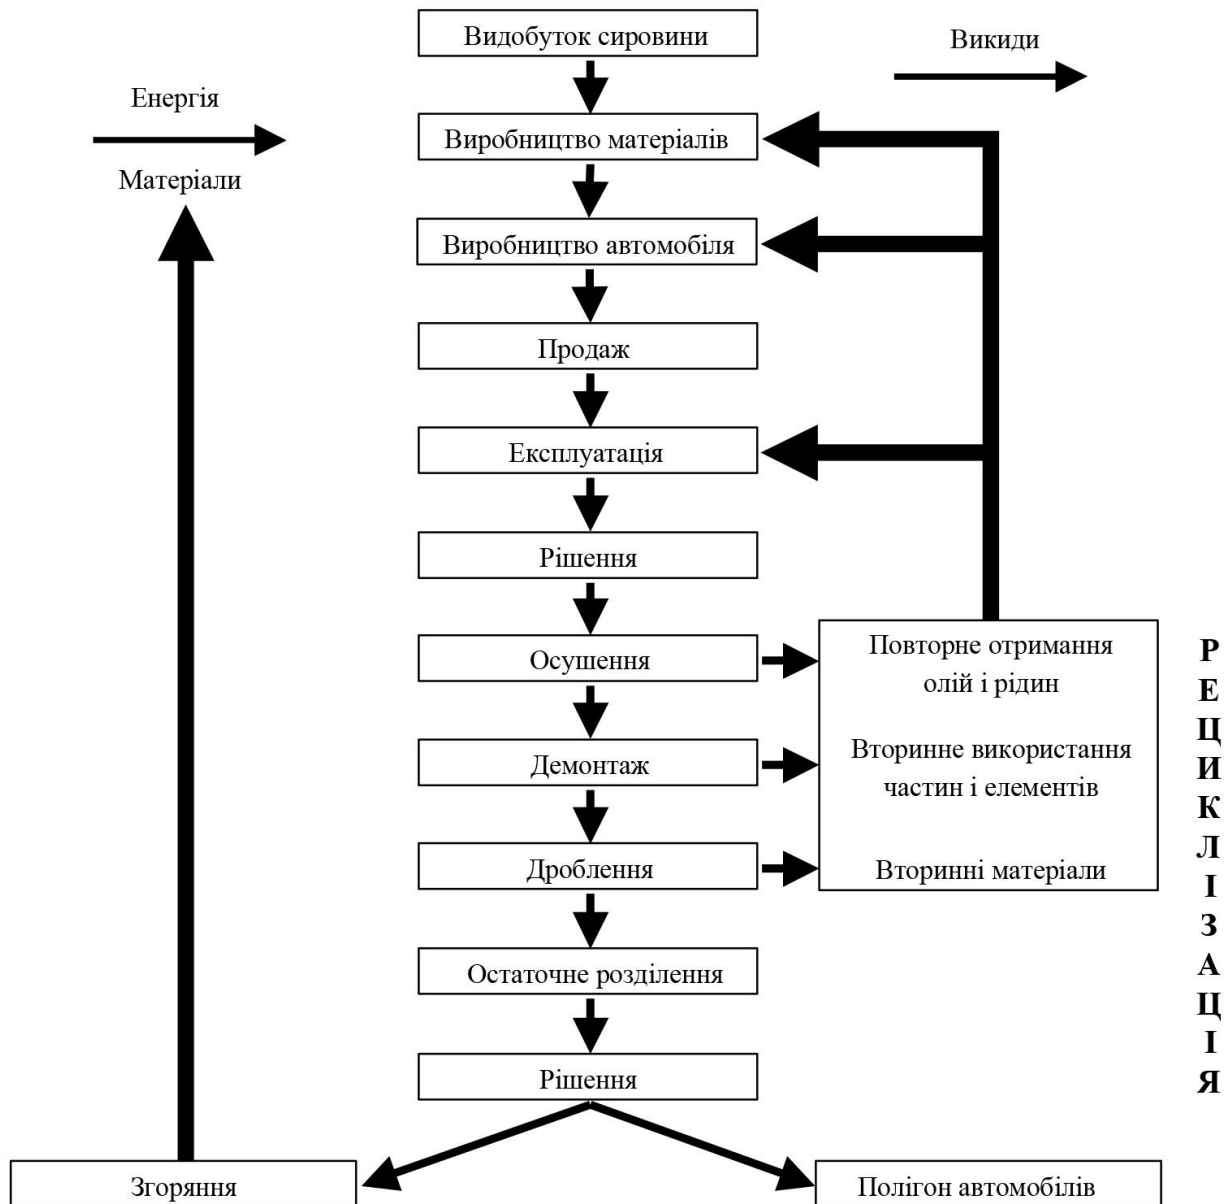 Видобуток сировини
Викиди
Енергія
Матеріали
Виробництво матеріалів
Виробництво автомобіля
Продаж
Експлуатація
Рішення
Осушення
Повторне отримання
олій і рідин
Демонтаж
Вторинне використання
частин і елементів
Дроблення
Вторинні матеріали
Остаточне розділення
Рішення
Згоряння
Полігон автомобілів
РЕЦИКЛІЗАЦІЯ